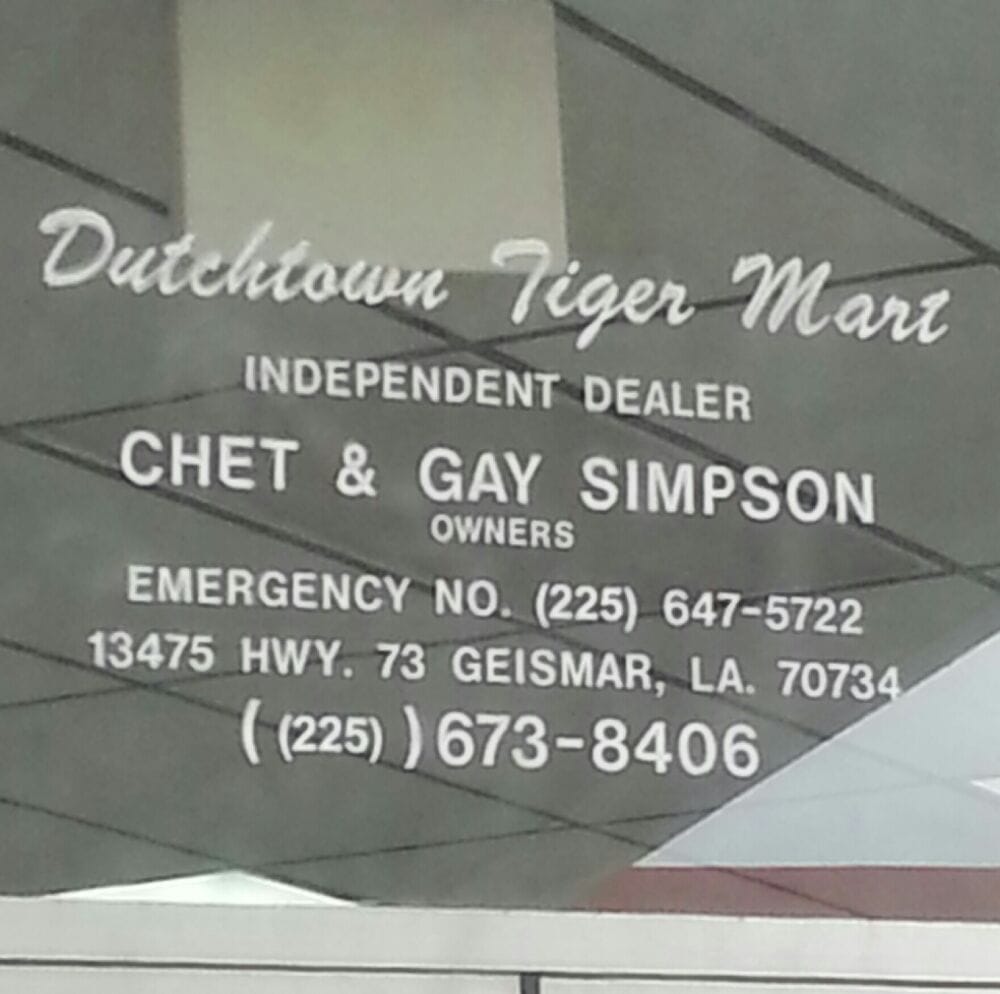 Dutchtown Tiger Mart
INDEPENDENT DEALER
CHET & GAY SIMPSON
OWNERS
EMERGENCY NO. (225) 647-5722
13475 HWY. 73 GEISMAR, LA. 70734
( (225) ) 673-8406